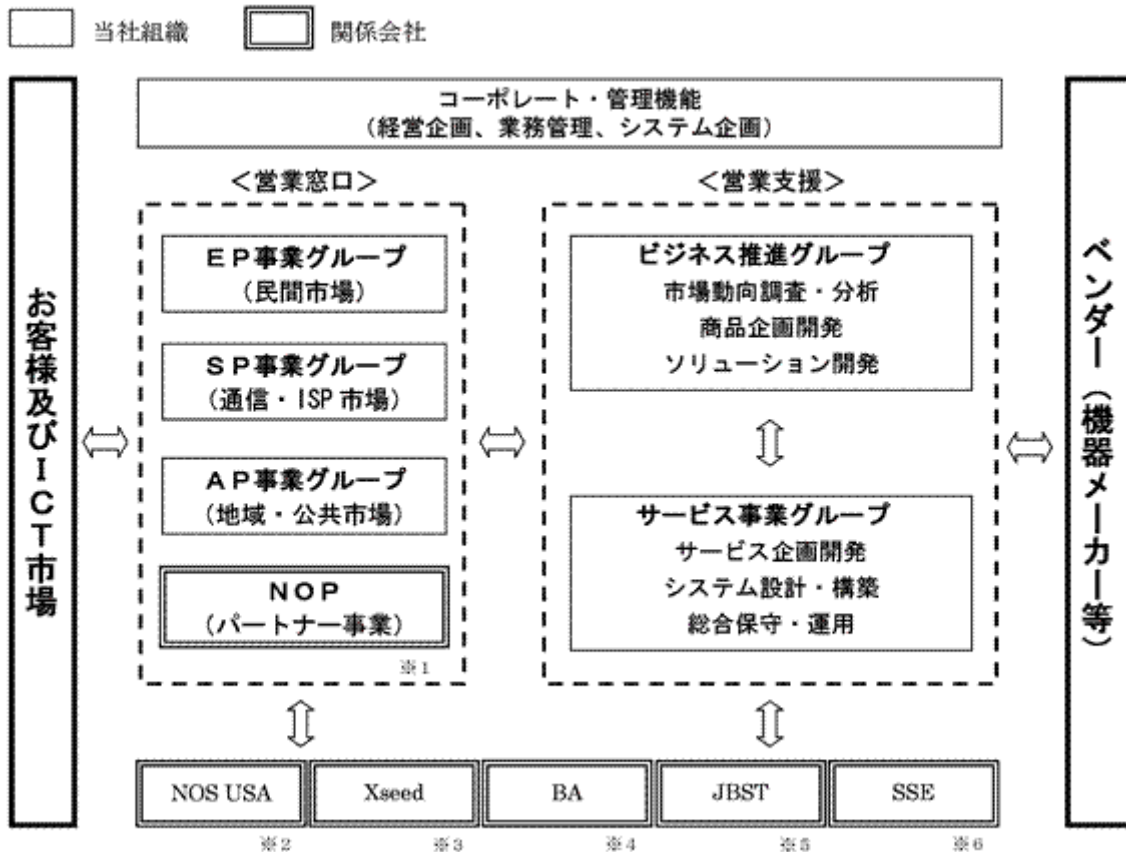 当社組織
関係会社
コーポレート・管理機能
(経営企画、業務管理、システム企画)
お客様及びICT市場
＜営業窓口＞
ＥＰ事業グループ
(民間市場)
ＳＰ事業グループ
(通信・ISP市場)
ＡＰ事業グループ
(地域・公共市場)
ＮＯＰ
(パートナー事業)
※1
＜営業支援＞
ビジネス推進グループ
市場動向調査・分析
商品企画開発
ソリューション開発
サービス事業グループ
サービス企画開発
システム設計・構築
総合保守・運用
ベンダー（機器メーカー等）
NOS USA
Xseed
BA
JBST
SSE
※2
※3
※4
※5
※6